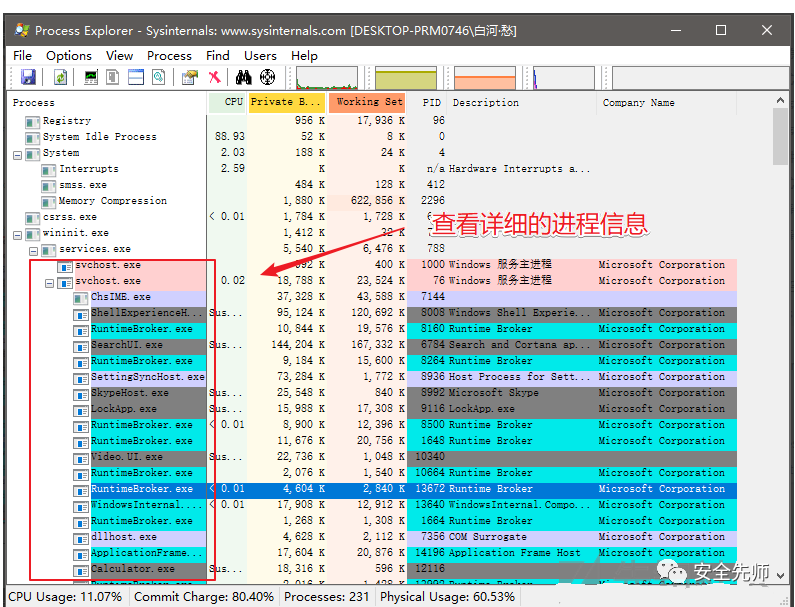 Process Explorer - Sysinternals: www.sysinternals.com [DESKTOP-PRM0746\白河·愁]
File Options View Process Find Users Help
Process CPU Private B... Working Set PID Description Company Name
Registry 956 K 17,936 K 96
System Idle Process 88.93 52 K 8 K 0
System 2.03 188 K 24 K 4
Interrupts 2.59 K K n/a Hardware Interrupts a...
smss.exe 484 K 128 K 412
Memory Compression 1,880 K 622,856 K 2296
csrss.exe < 0.01 1,784 K 1,728 K
wininit.exe 1,412 K 32 K
查看详细的进程信息
services.exe 5,540 K 6,476 K 788
svchost.exe 400 K 1000 Windows 服务主进程 Microsoft Corporation
svchost.exe 0.02 18,788 K 23,524 K 76 Windows 服务主进程 Microsoft Corporation
ChsIME.exe 37,328 K 43,588 K 7144
ShellExperienceH... Sus... 95,124 K 120,692 K 8008 Windows Shell Experie... Microsoft Corporation
RuntimeBroker.exe 10,844 K 19,576 K 8160 Runtime Broker Microsoft Corporation
SearchUI.exe Sus... 144,204 K 167,332 K 6784 Search and Cortana ap... Microsoft Corporation
RuntimeBroker.exe 9,184 K 15,600 K 8264 Runtime Broker Microsoft Corporation
SettingSyncHost.exe 73,284 K 1,772 K 8936 Host Process for Sett... Microsoft Corporation
SkypeHost.exe Sus... 25,548 K 840 K 8992 Microsoft Skype Microsoft Corporation
LockApp.exe Sus... 15,988 K 17,308 K 9116 LockApp.exe Microsoft Corporation
RuntimeBroker.exe < 0.01 8,900 K 12,396 K 8500 Runtime Broker Microsoft Corporation
RuntimeBroker.exe 11,676 K 20,756 K 1648 Runtime Broker Microsoft Corporation
Video.UI.exe Sus... 22,736 K 1,048 K 10340
RuntimeBroker.exe 2,076 K 1,540 K 10664 Runtime Broker Microsoft Corporation
RuntimeBroker.exe < 0.01 4,604 K 2,840 K 13672 Runtime Broker Microsoft Corporation
WindowsInternal.... < 0.01 17,908 K 12,912 K 13640 WindowsInternal.Compo... Microsoft Corporation
RuntimeBroker.exe 1,268 K 1,308 K 1664 Runtime Broker Microsoft Corporation
dllhost.exe 4,628 K 2,112 K 7356 COM Surrogate Microsoft Corporation
ApplicationFrame... 17,604 K 20,876 K 14196 Application Frame Host Microsoft Corporation
Calculator.exe Sus... 18,316 K 596 K 12116
安全先师
CPU Usage: 11.07% Commit Charge: 80.40% Processes: 231 Physical Usage: 60.53%